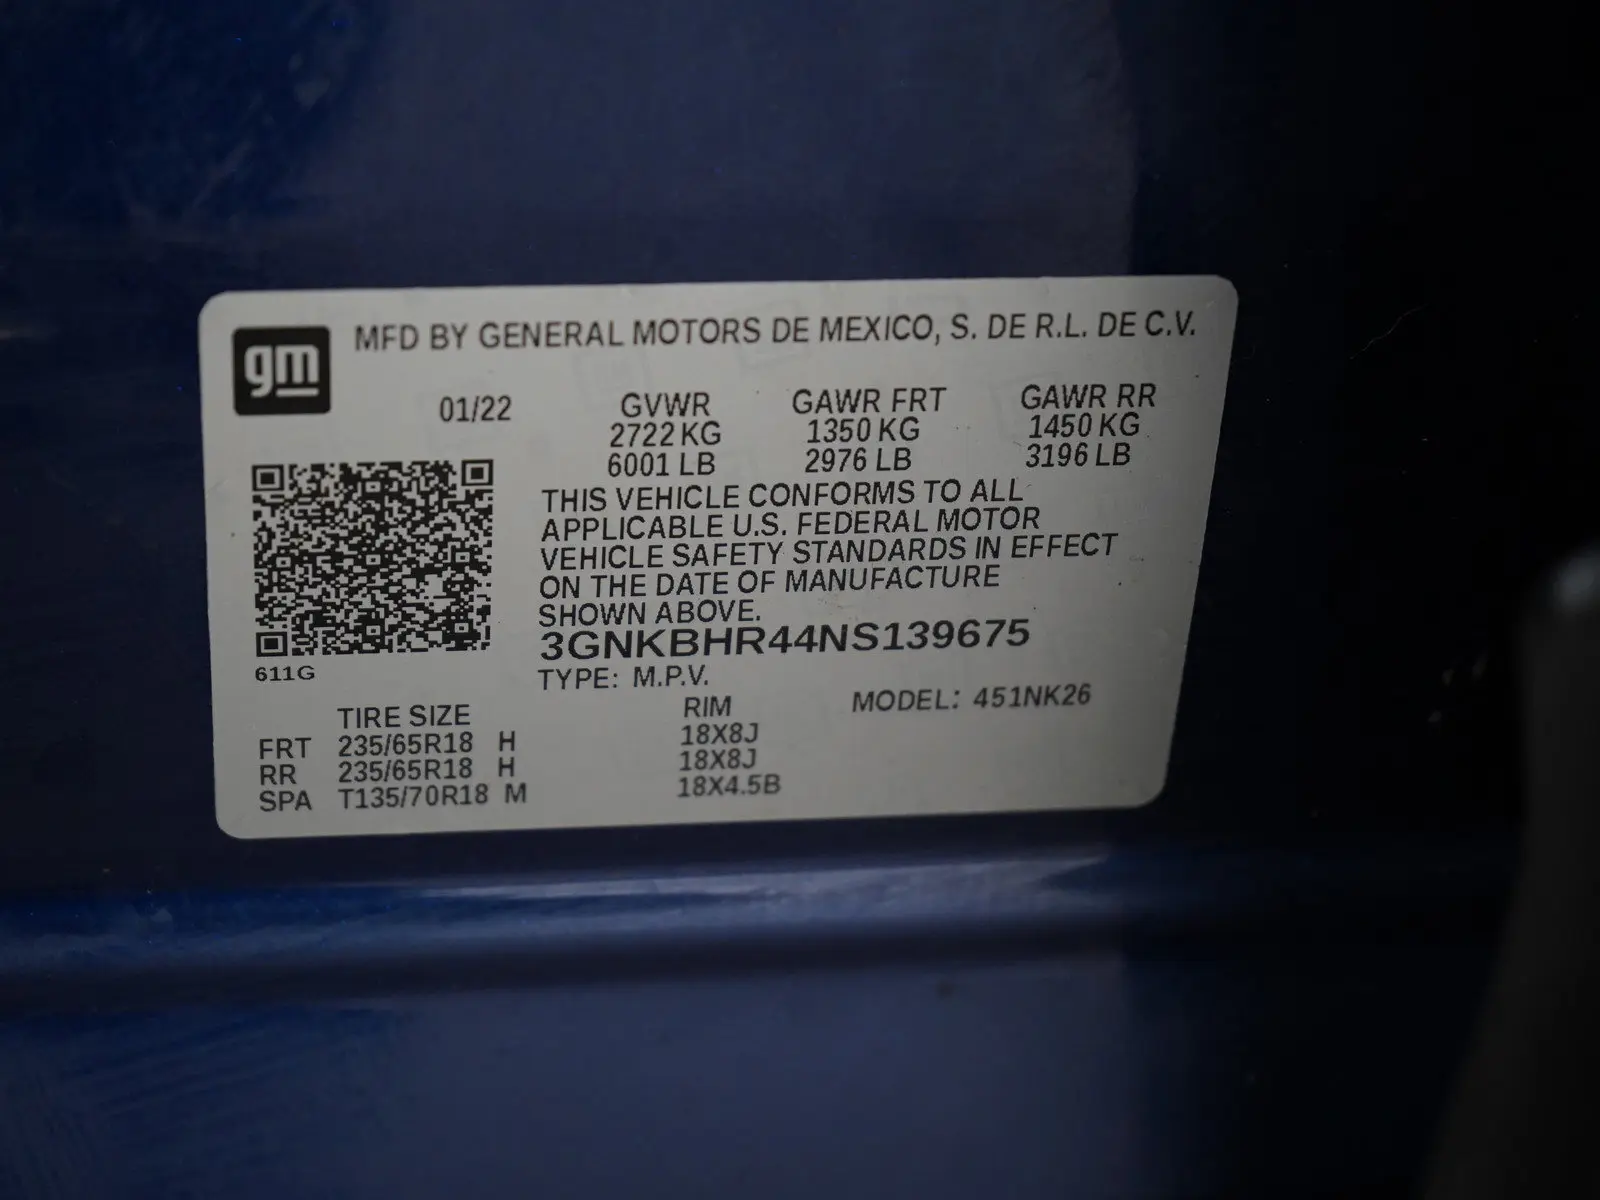 gm
MFD BY GENERAL MOTORS DE MEXICO, S. DE R.L. DE C.V.
01/22 GVWR GAWR FRT GAWR RR
2722 KG 1350 KG 1450 KG
6001 LB 2976 LB 3196 LB
THIS VEHICLE CONFORMS TO ALL
APPLICABLE U.S. FEDERAL MOTOR
VEHICLE SAFETY STANDARDS IN EFFECT
ON THE DATE OF MANUFACTURE
SHOWN ABOVE.
3GNKBHR44NS139675
611G
TYPE: M.P.V.
TIRE SIZE RIM MODEL: 451NK26
FRT 235/65R18 H 18X8J
RR 235/65R18 H 18X8J
SPA T135/70R18 M 18X4.5B